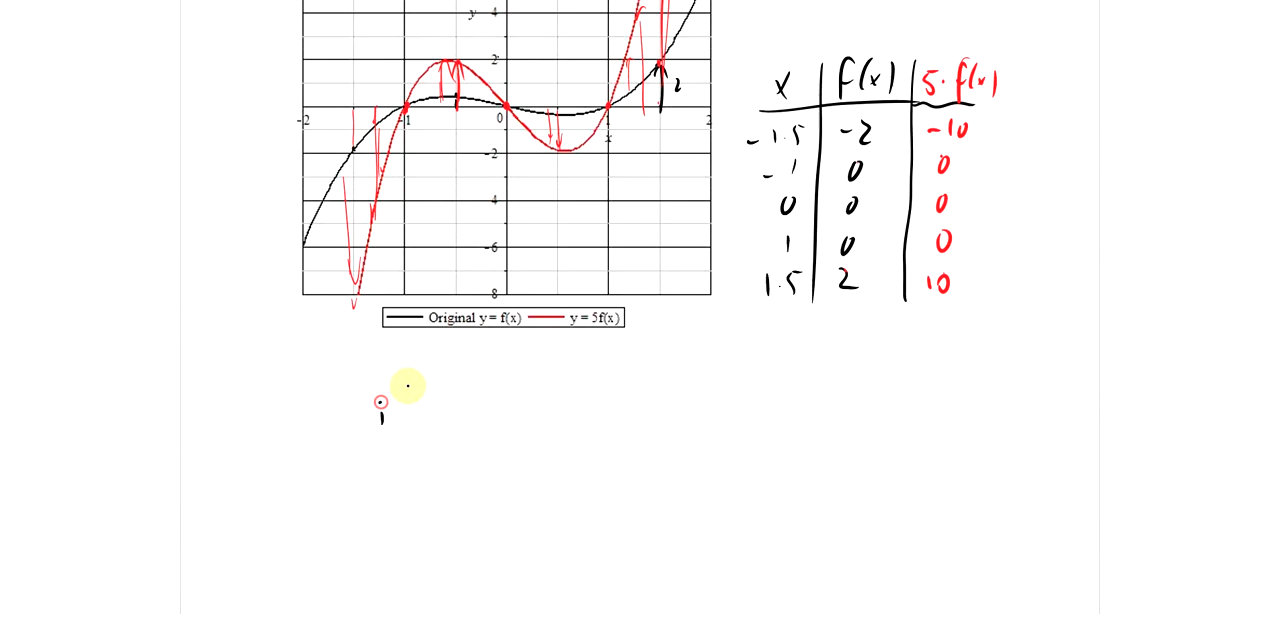 y 4
2
2
-2 -1 0 1 2
x
-2
4
-6
8
Original y = f(x) y = 5f(x)
x f(x) 5· f(x)
-1.5 -2 -10
-1 0 0
0 0 0
1 0 0
1.5 2 10